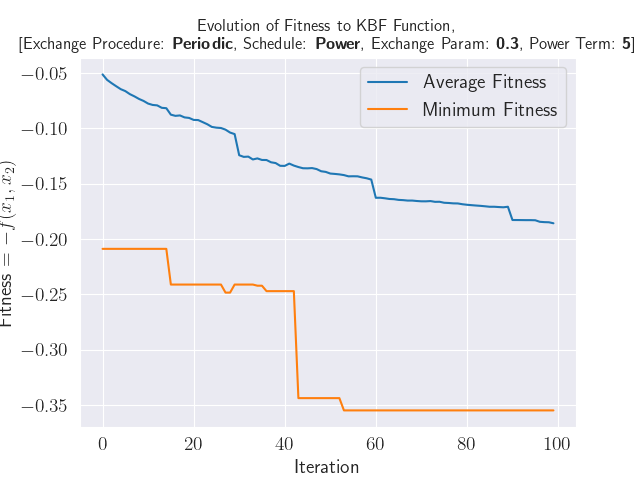 Evolution of Fitness to KBF Function,
[Exchange Procedure: Periodic, Schedule: Power, Exchange Param: 0.3, Power Term: 5]
Average Fitness
Minimum Fitness
−0.05
−0.10
−0.15
−0.20
−0.25
−0.30
−0.35
Fitness = −f(x₁, x₂)
0 20 40 60 80 100
Iteration